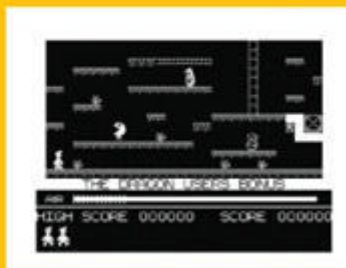 THE DRAGON USERS BONUS
AIR
HIGH SCORE 000000 SCORE 000000